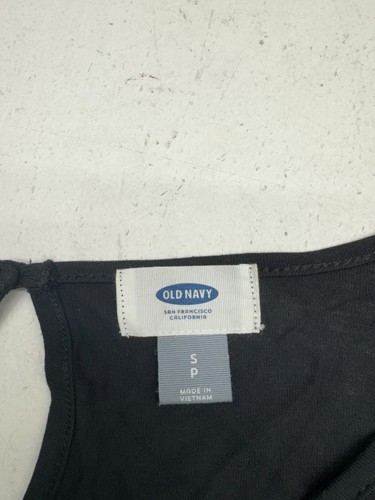 OLD NAVY
SAN FRANCISCO
CALIFORNIA
S
P
MADE IN
VIETNAM